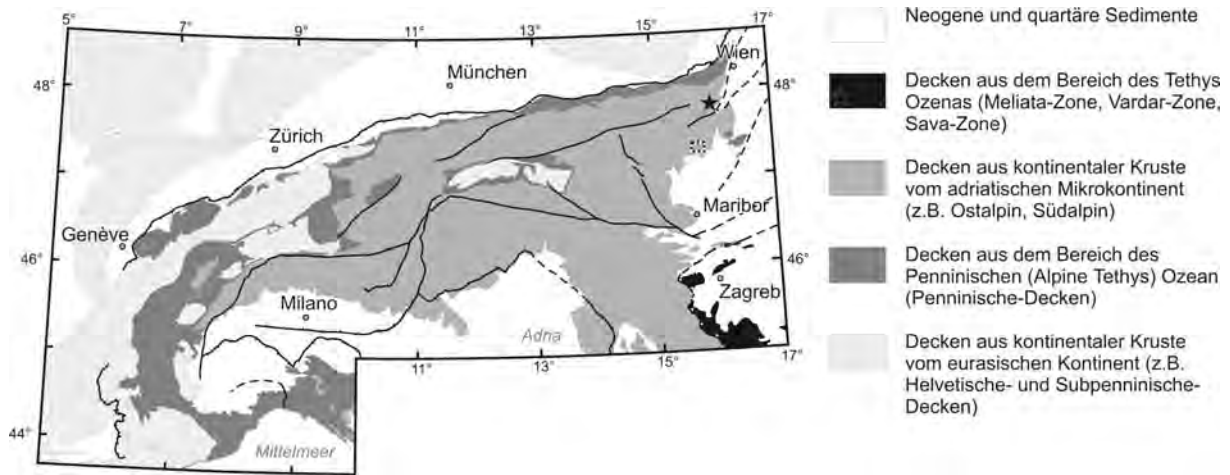 5° 7° 9° 11° 13° 15° 17°
Wien
48° München 48°
Zürich
Maribor
Genève
46° 46°
Zagreb
Milano
Adria
11° 13° 15° 17°
44° Mittelmeer
Neogene und quartäre Sedimente
Decken aus dem Bereich des Tethys
Ozenas (Meliata-Zone, Vardar-Zone,
Sava-Zone)
Decken aus kontinentaler Kruste
vom adriatischen Mikrokontinent
(z.B. Ostalpin, Südalpin)
Decken aus dem Bereich des
Penninischen (Alpine Tethys) Ozean
(Penninische-Decken)
Decken aus kontinentaler Kruste
vom eurasischen Kontinent (z.B.
Helvetische- und Subpenninische-
Decken)